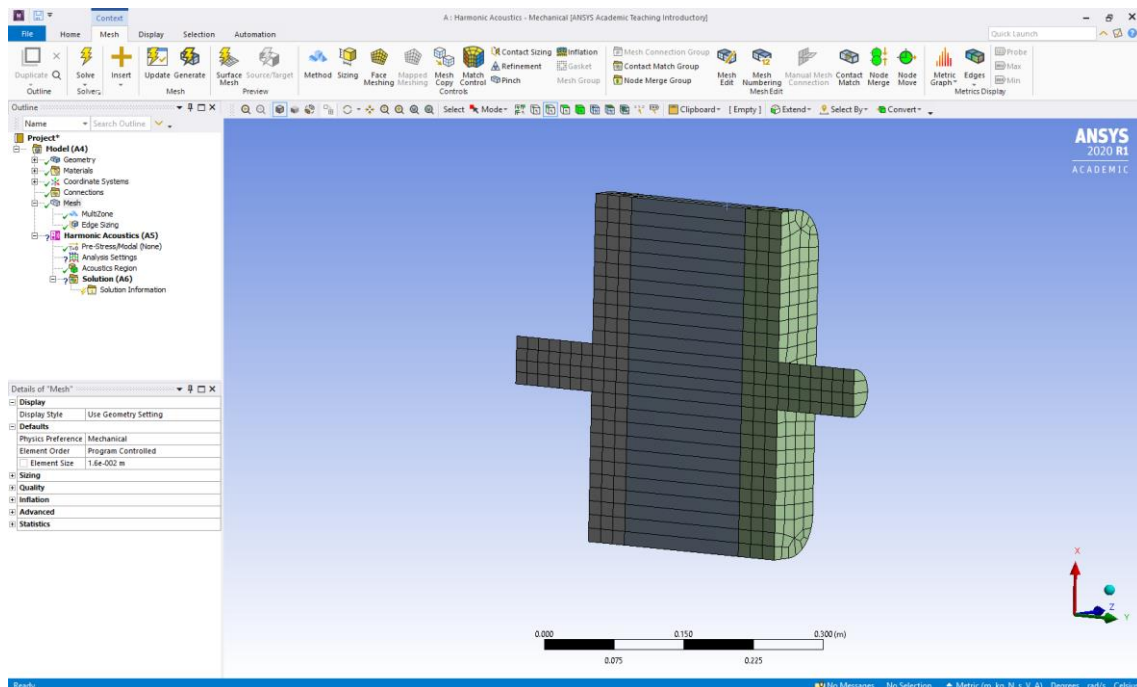 Context
A : Harmonic Acoustics - Mechanical [ANSYS Academic Teaching Introductory]
File Home Mesh Display Selection Automation Quick Launch
Duplicate Q
Outline
Solve
Solver
Insert
Update Generate
Mesh
Surface Mesh Source/Target
Preview
Method Sizing Face Meshing Mapped Meshing Mesh Copy Match Control
Contact Sizing Inflation
Refinement Gasket
Pinch Mesh Group
Controls
Mesh Connection Group
Contact Match Group
Node Merge Group
Mesh Edit Mesh Numbering Manual Mesh Connection Contact Match Node Merge Node Move
Mesh Edit
Metric Graph Edges
Probe
Max
Min
Metrics Display
Outline
Name Search Outline
Select Mode Clipboard [Empty] Extend Select By Convert
Project*
Model (A4)
Geometry
Materials
Coordinate Systems
Connections
Mesh
MultiZone
Edge Sizing
Harmonic Acoustics (A5)
Pre-Stress/Modal (None)
Analysis Settings
Acoustics Region
Solution (A6)
Solution Information
ANSYS
2020 R1
ACADEMIC
Details of "Mesh"
Display
Display Style Use Geometry Setting
Defaults
Physics Preference Mechanical
Element Order Program Controlled
Element Size 1.6e-002 m
Sizing
Quality
Inflation
Advanced
Statistics
0.000 0.150 0.300 (m)
0.075 0.225
X
Z
Y
Ready No Messages No Selection Metric (m, kg, N, s, V, A) Degrees rad/s Celsius